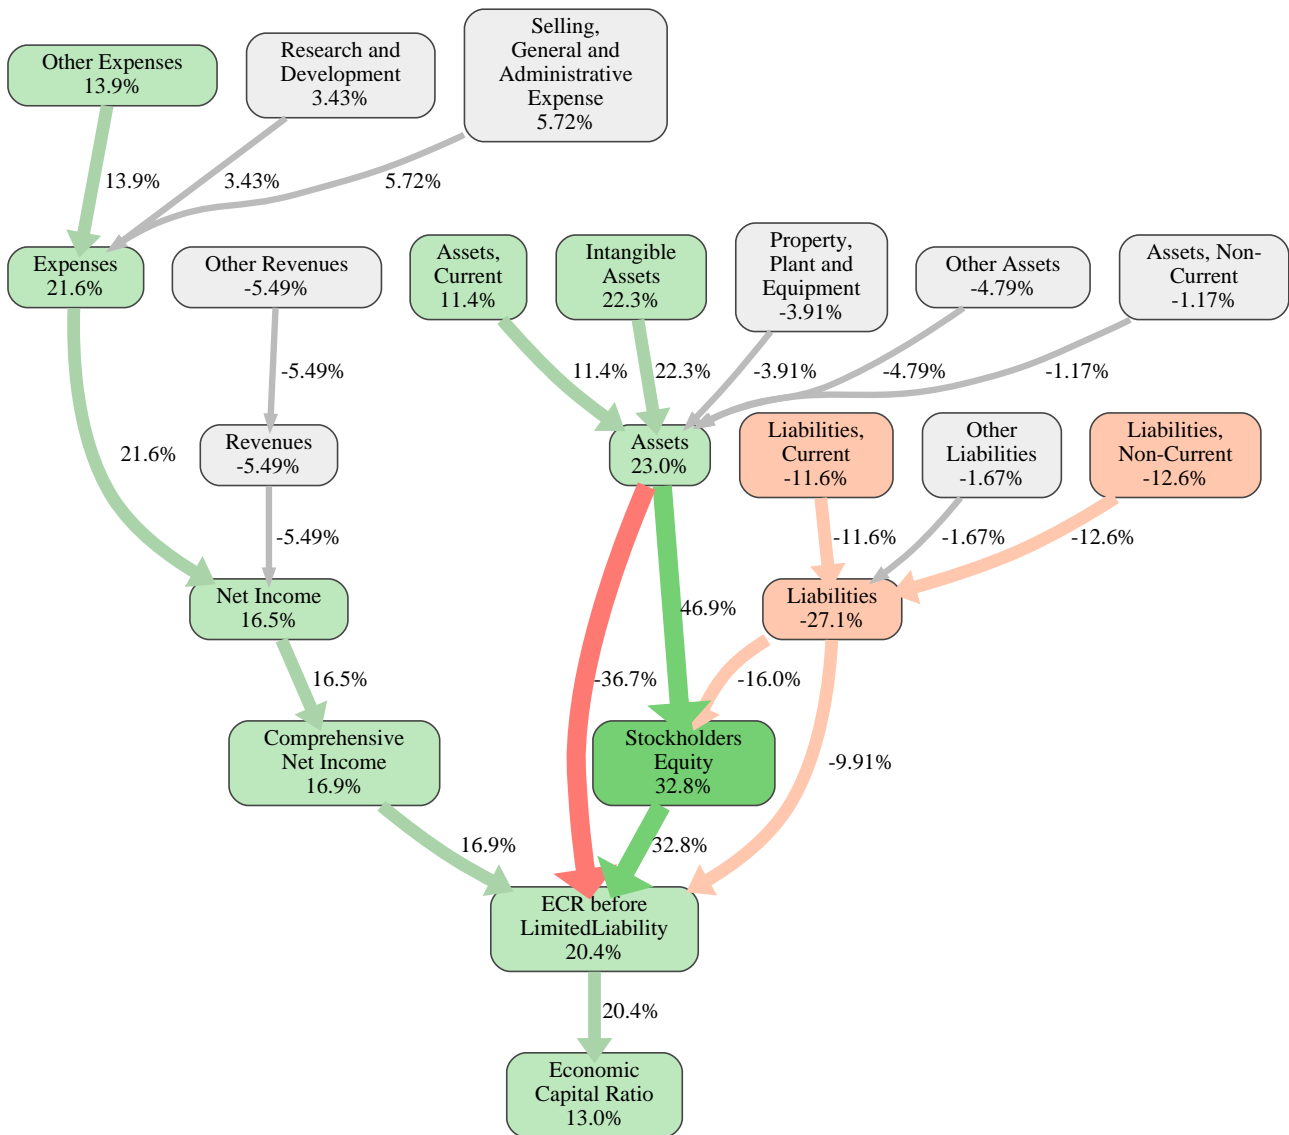 Other Expenses
13.9%
Research and
Development
3.43%
Selling,
General and
Administrative
Expense
5.72%
13.9%
3.43%
5.72%
Expenses
21.6%
Other Revenues
-5.49%
Assets,
Current
11.4%
Intangible
Assets
22.3%
Property,
Plant and
Equipment
-3.91%
Other Assets
-4.79%
Assets, Non-
Current
-1.17%
-5.49%
11.4%
22.3%
-3.91%
-4.79%
-1.17%
21.6%
Revenues
-5.49%
Assets
23.0%
Liabilities,
Current
-11.6%
Other
Liabilities
-1.67%
Liabilities,
Non-Current
-12.6%
-5.49%
-11.6%
-1.67%
-12.6%
Net Income
16.5%
46.9%
Liabilities
-27.1%
16.5%
-36.7%
-16.0%
Comprehensive
Net Income
16.9%
Stockholders
Equity
32.8%
-9.91%
16.9%
32.8%
ECR before
LimitedLiability
20.4%
20.4%
Economic
Capital Ratio
13.0%